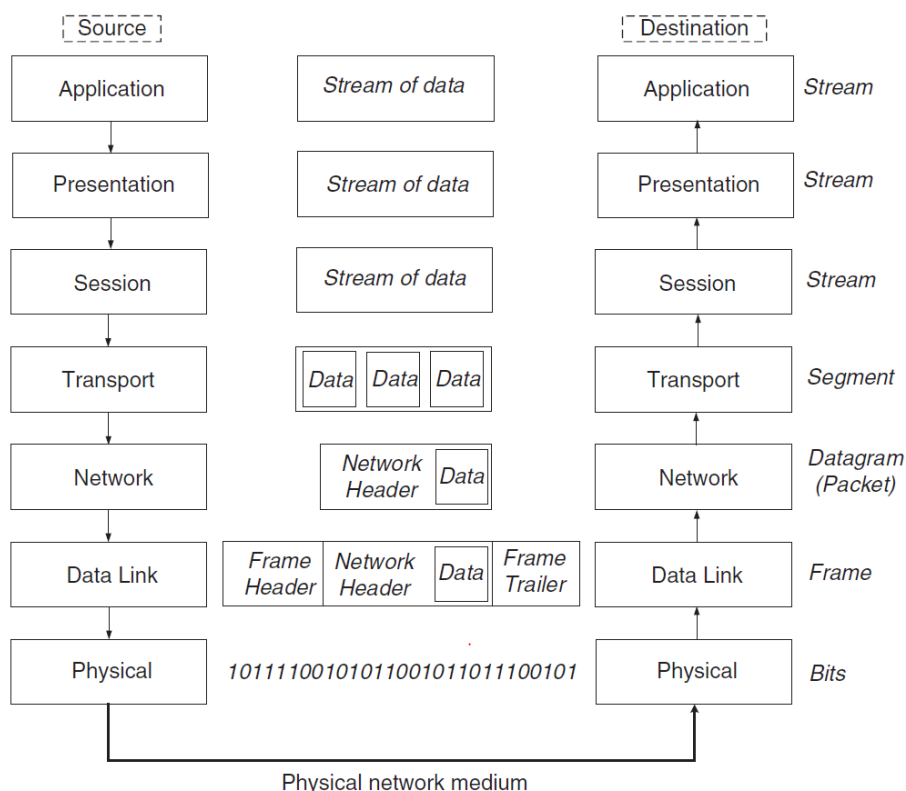 Source
Destination
Application
Stream of data
Application
Stream
Presentation
Stream of data
Presentation
Stream
Session
Stream of data
Session
Stream
Transport
Data Data Data
Transport
Segment
Network
Network
Header
Data
Network
Datagram
(Packet)
Data Link
Frame
Header
Network
Header
Data
Frame
Trailer
Data Link
Frame
Physical
1011110010101100101101110​0101
Physical
Bits
Physical network medium